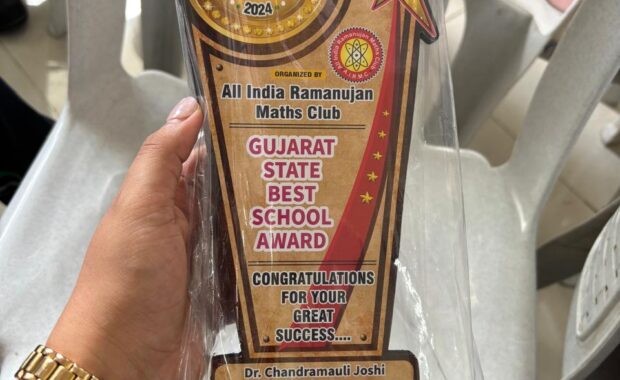 2024
ORGANIZED BY
All India Ramanujan
Maths Club
GUJARAT
STATE
BEST
SCHOOL
AWARD
CONGRATULATIONS
FOR YOUR
GREAT
SUCCESS....
Dr. Chandramauli Joshi